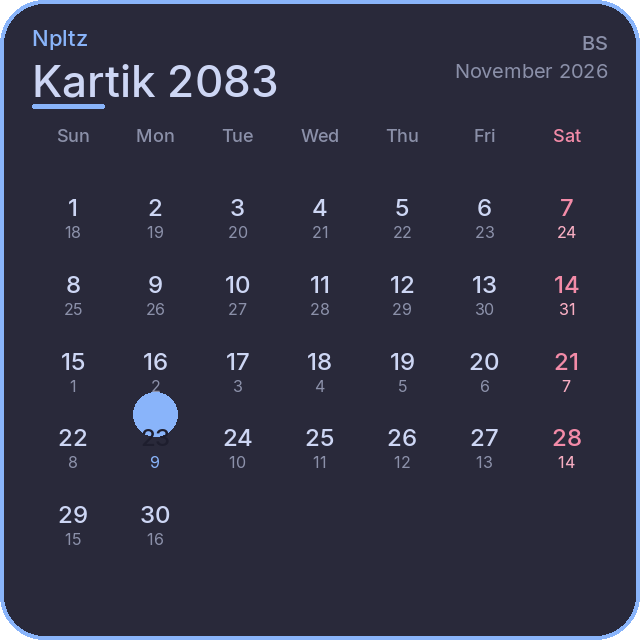 Npltz
BS
Kartik 2083
November 2026
Sun Mon Tue Wed Thu Fri Sat
1 2 3 4 5 6 7
18 19 20 21 22 23 24
8 9 10 11 12 13 14
25 26 27 28 29 30 31
15 16 17 18 19 20 21
1 2 3 4 5 6 7
22 23 24 25 26 27 28
8 9 10 11 12 13 14
29 30
15 16